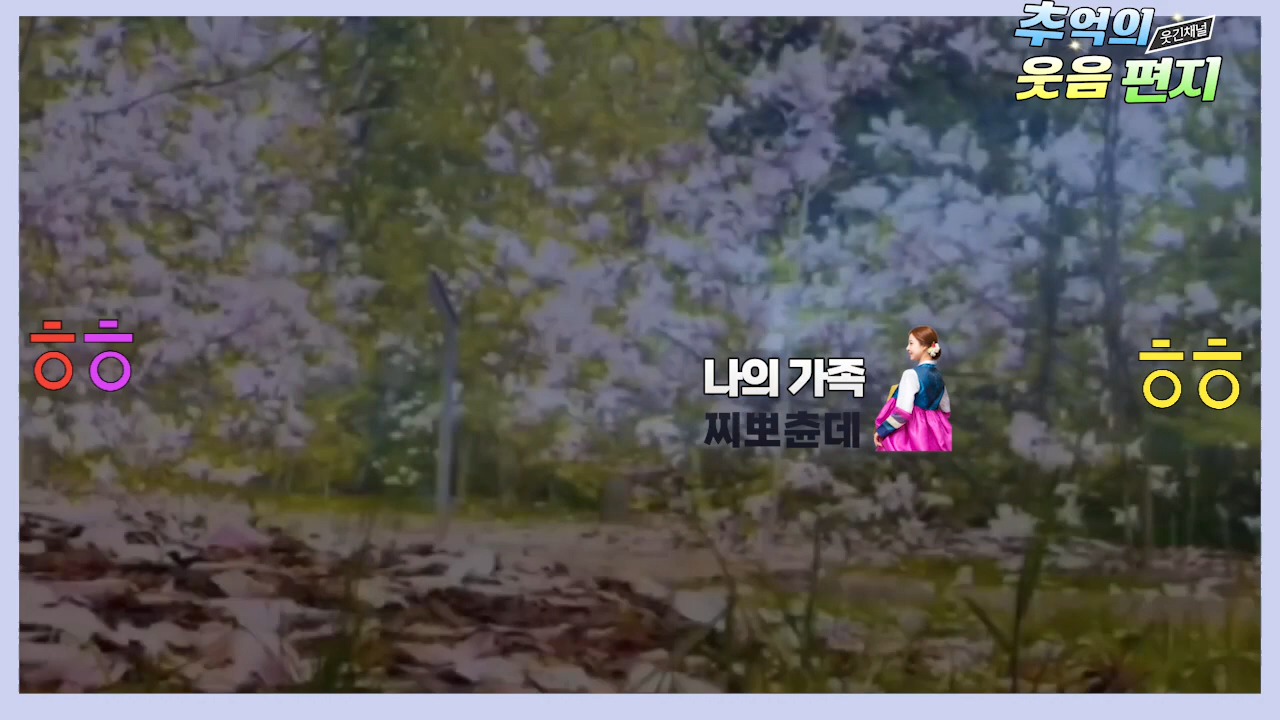 추억의
웃긴채널
웃음 편지
ㅎㅎ
나의 가족
찌뽀츈데
ㅎㅎ